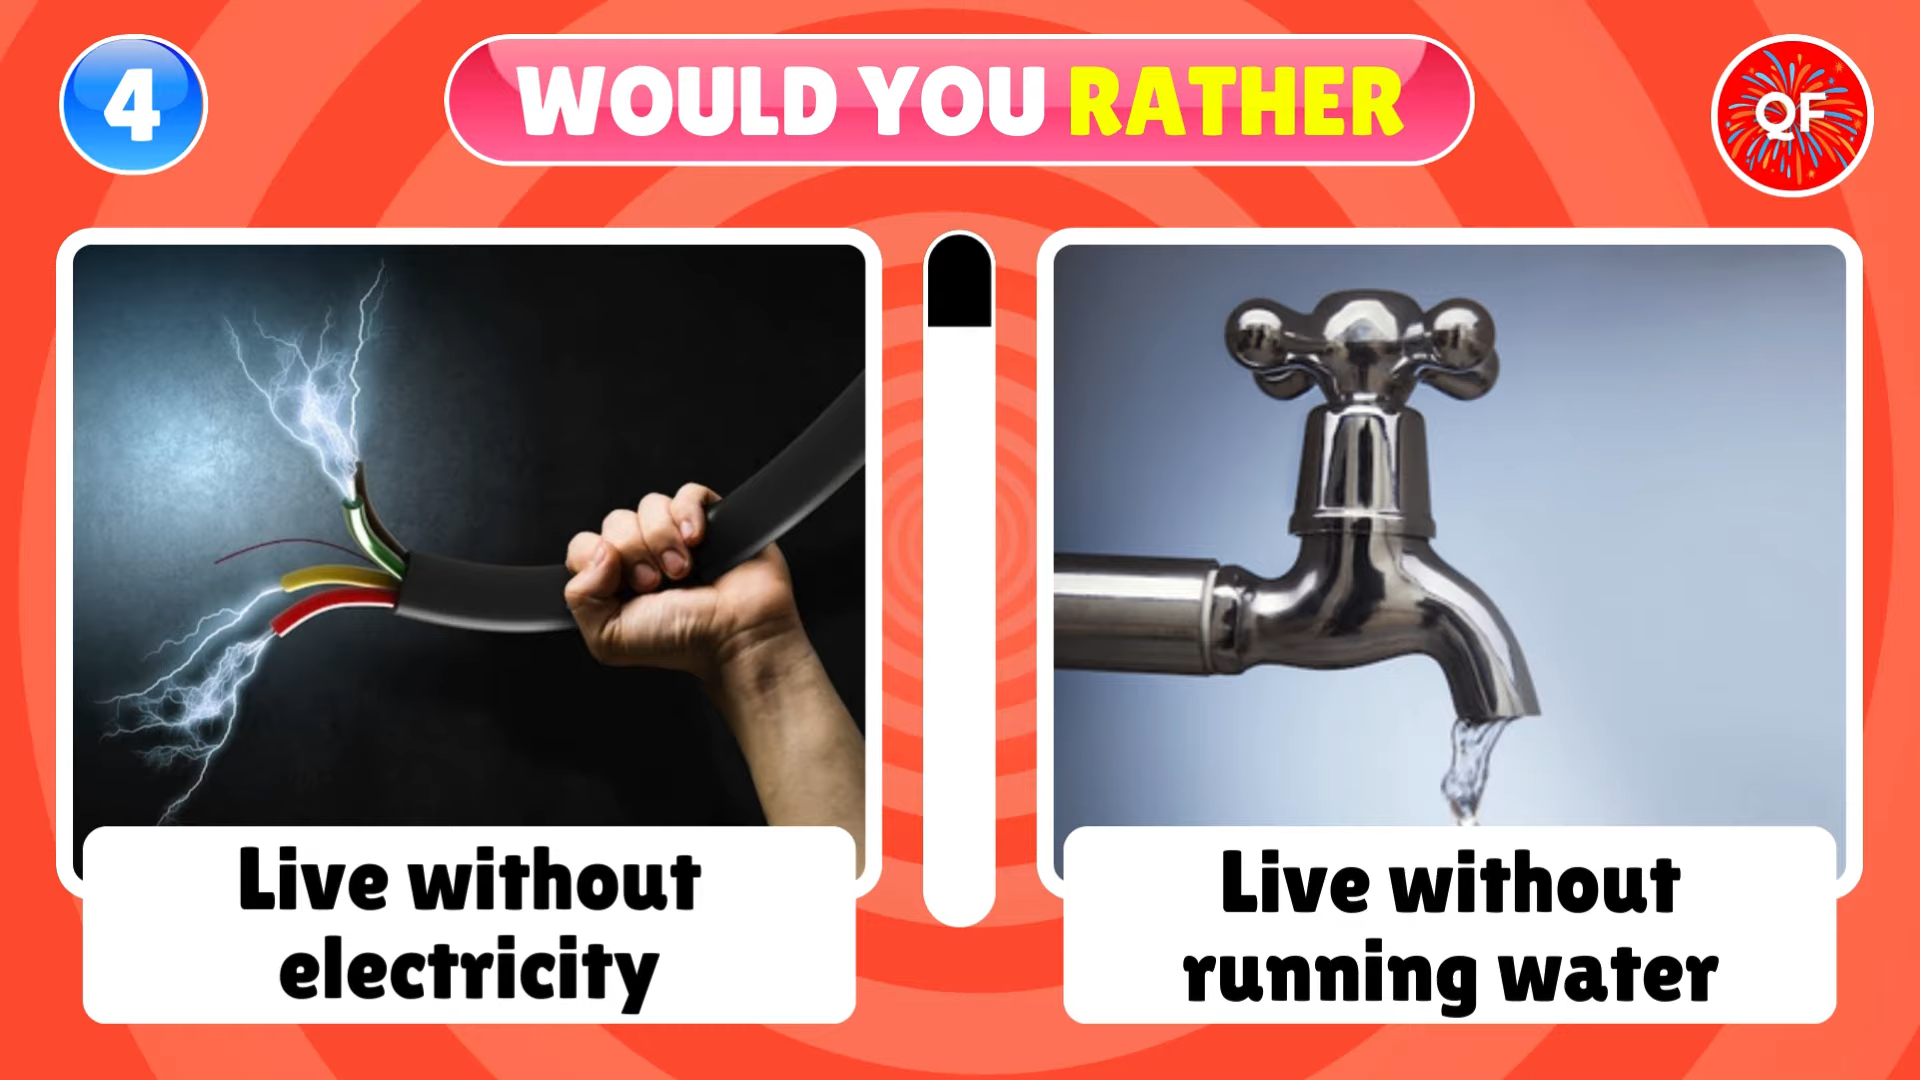 4
WOULD YOU RATHER
QF
Live without
electricity
Live without
running water